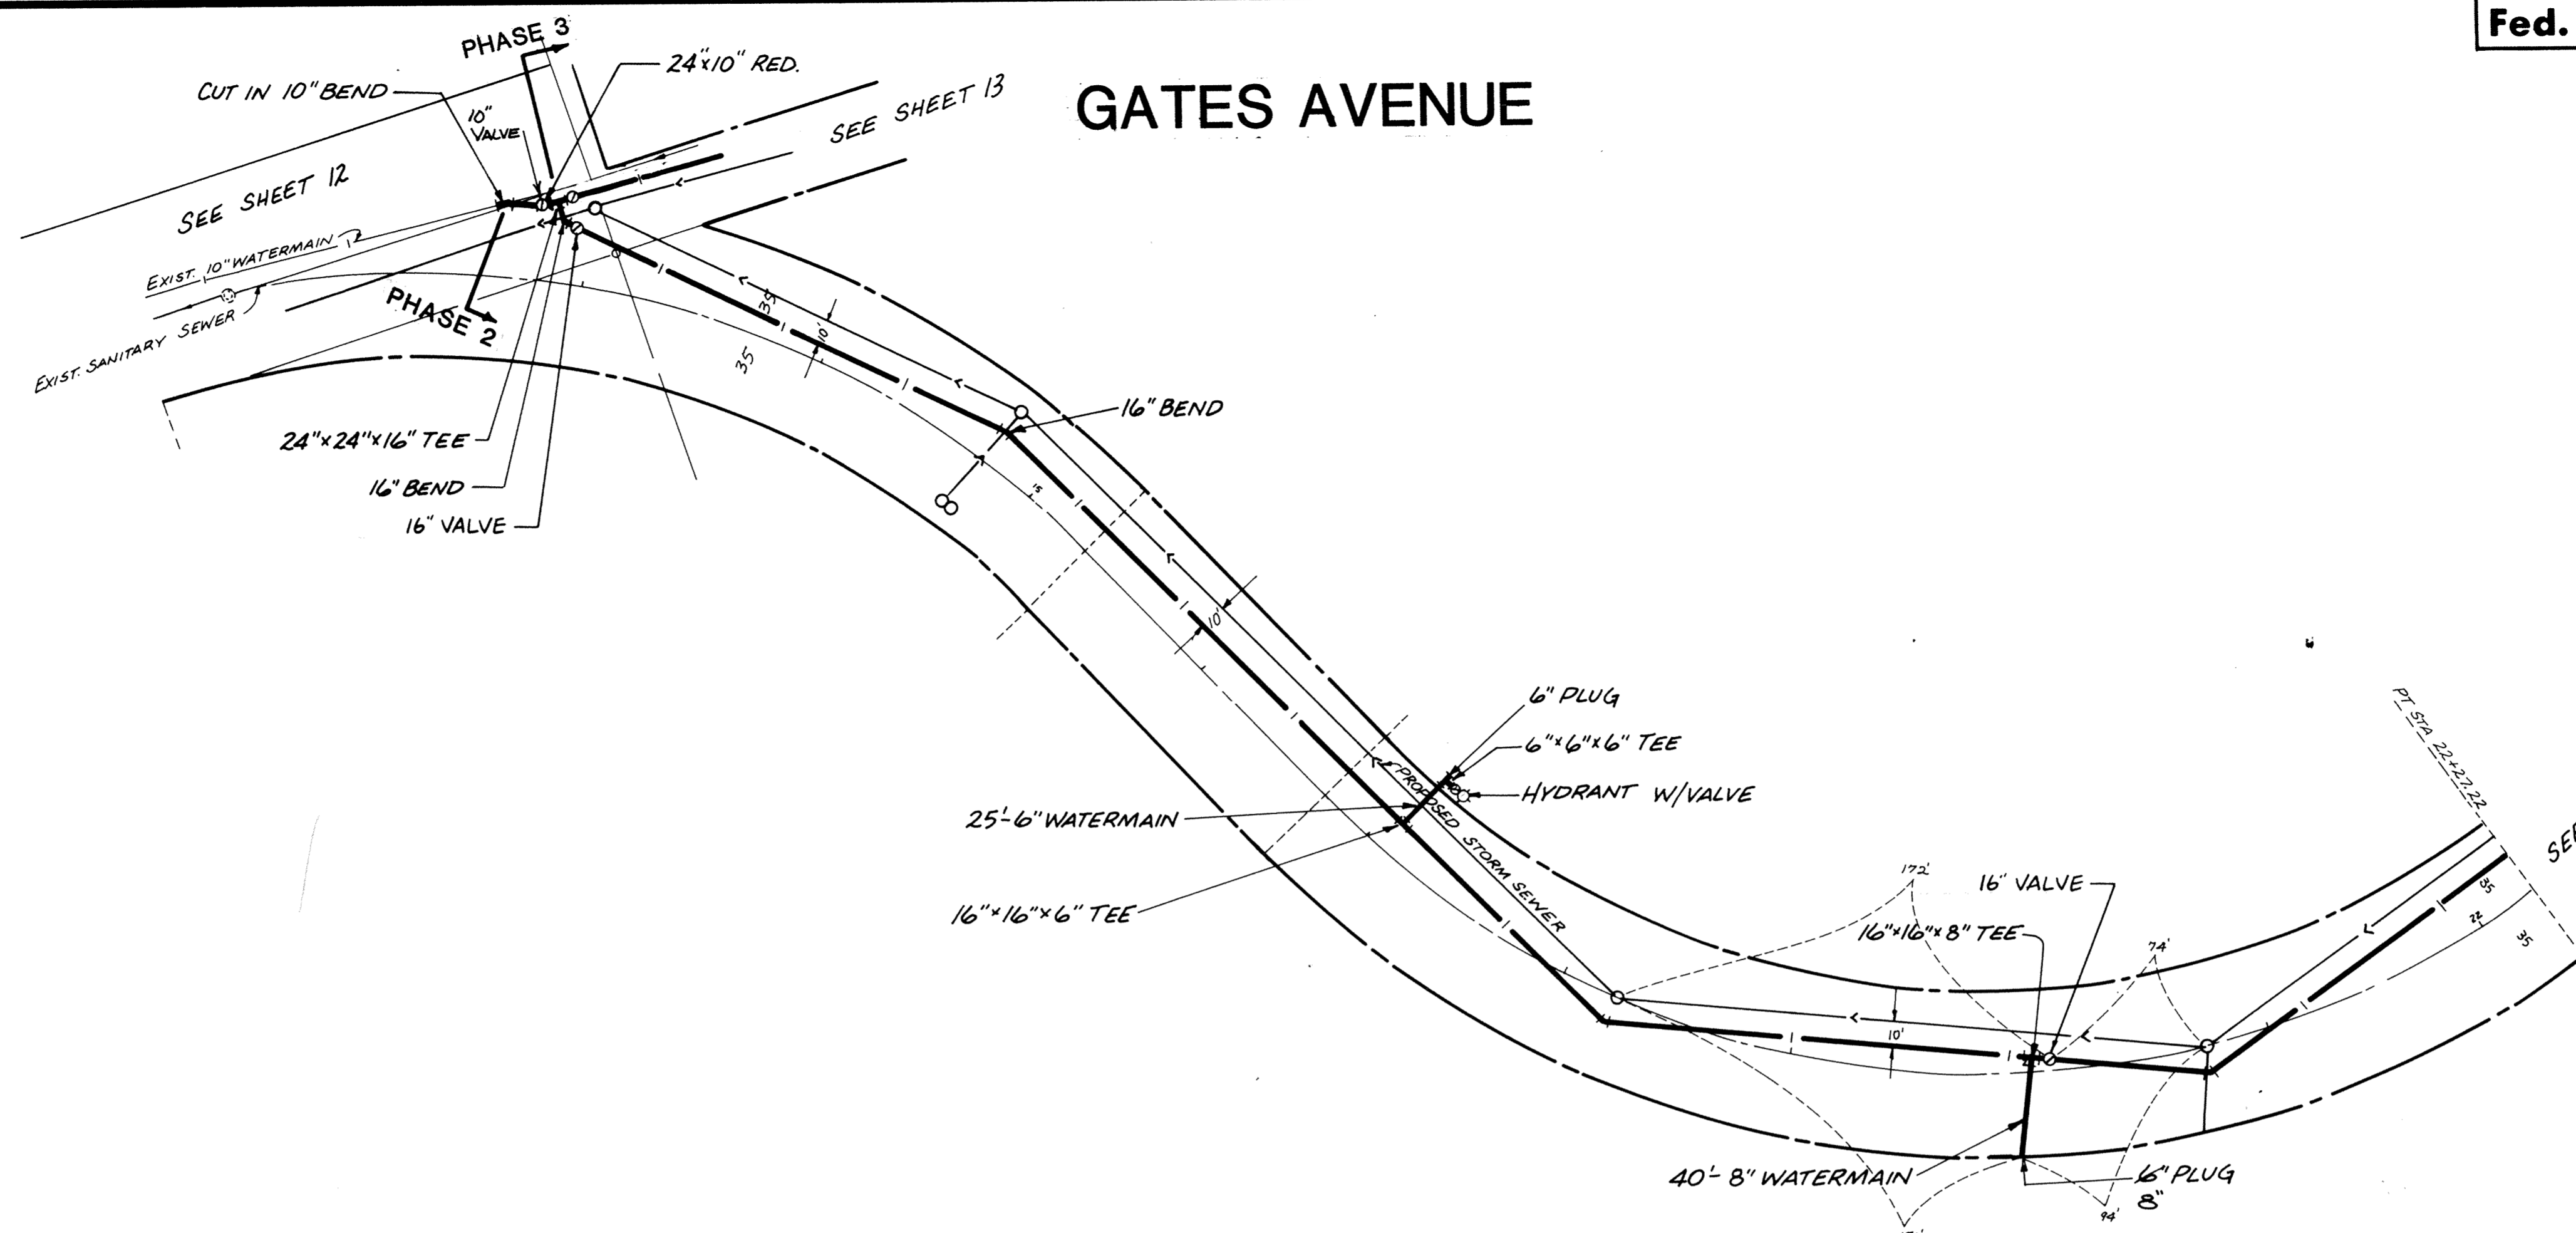 Fed.
PHASE 3
24"x10" RED.
CUT IN 10" BEND
10"
VALVE
SEE SHEET 13
GATES AVENUE
SEE SHEET 12
EXIST. 10" WATERMAIN
PHASE 2
EXIST. SANITARY SEWER
35
10'
35
16" BEND
24"x24"x16" TEE
16" BEND
16" VALVE
15
10'
6" PLUG
6"x6"x6" TEE
HYDRANT W/VALVE
PROPOSED STORM SEWER
25'-6" WATERMAIN
16"x16"x6" TEE
PT STA 22+27.22
172'
16" VALVE
16"x16"x8" TEE
74'
35
22
35
10'
40'-8" WATERMAIN
6" PLUG
8"
94'